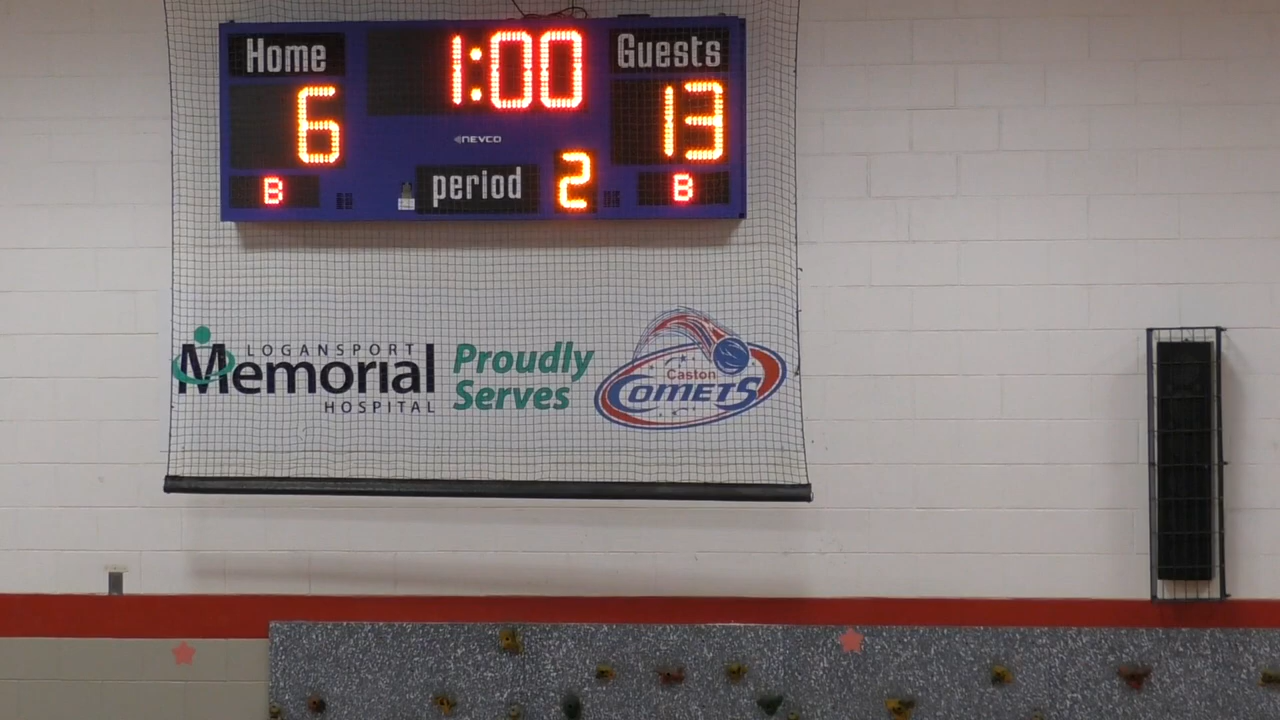 Home 1:00 Guests
6 13
NEVCO
B period 2 B
LOGANSPORT
Memorial
HOSPITAL
Proudly
Serves
Caston
COMETS